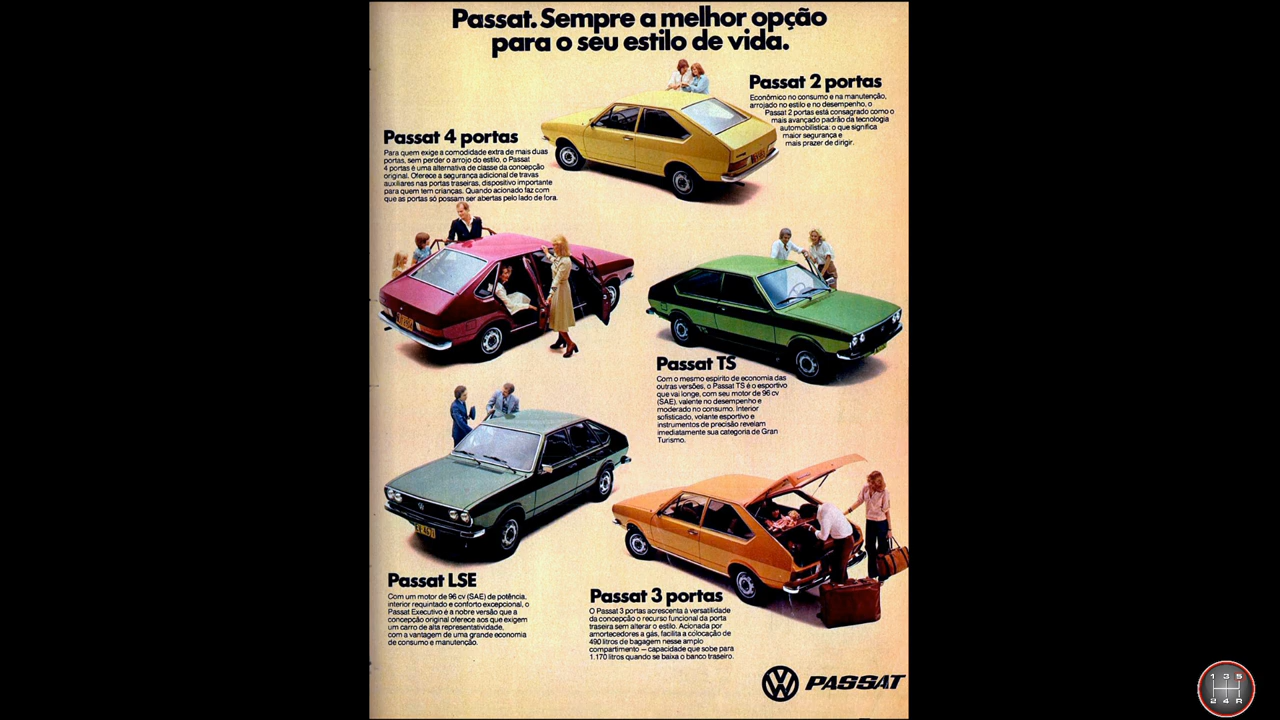 Passat. Sempre a melhor opção
para o seu estilo de vida.
Passat 2 portas
Econômico no consumo e na manutenção,
arrojado no estilo e no desempenho, o
Passat 2 portas está consagrado como o
mais avançado padrão da tecnologia
automobilística: o que significa
maior segurança e
mais prazer de dirigir.
Passat 4 portas
Para quem exige a comodidade extra de mais duas
portas, sem perder o arrojo do estilo, o Passat
4 portas é uma alternativa de classe da concepção
original. Oferece a segurança adicional de travas
auxiliares nas portas traseiras, dispositivo importante
para quem tem crianças. Quando acionado faz com
que as portas só possam ser abertas pelo lado de fora.
Passat TS
Com o mesmo espírito de economia das
outras versões, o Passat TS é o esportivo
que vai longe, com seu motor de 96 cv
(SAE), valente no desempenho e
moderado no consumo. Interior
sofisticado, volante esportivo e
instrumentos de precisão revelam
imediatamente sua categoria de Gran
Turismo.
Passat LSE
Com um motor de 96 cv (SAE) de potência,
interior requintado e conforto excepcional, o
Passat Executivo é a nobre versão que a
concepção original oferece aos que exigem
um carro de alta representatividade,
com a vantagem de uma grande economia
de consumo e manutenção.
Passat 3 portas
O Passat 3 portas acrescenta à versatilidade
da concepção o recurso funcional da porta
traseira sem alterar o estilo. Acionada por
amortecedores a gás, facilita a colocação de
490 litros de bagagem nesse amplo
compartimento – capacidade que sobe para
1.170 litros quando se baixa o banco traseiro.
VW PASSAT
1 3 5
2 4 R